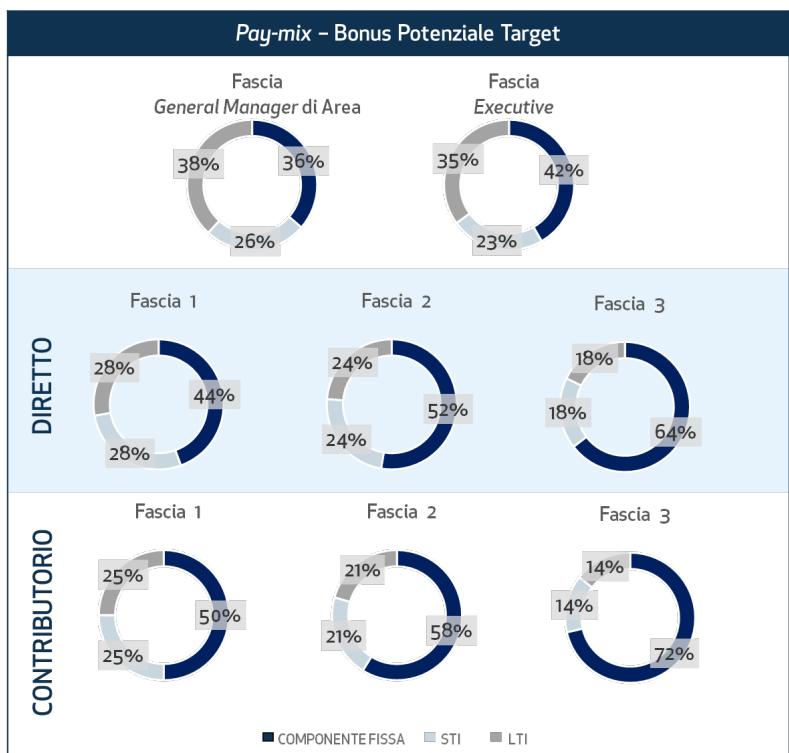 Pay-mix – Bonus Potenziale Target
Fascia
General Manager di Area
Fascia
Executive
38%
36%
26%
35%
42%
23%
DIRETTO
Fascia 1
Fascia 2
Fascia 3
28%
44%
28%
24%
52%
24%
18%
18%
64%
CONTRIBUTORIO
Fascia 1
Fascia 2
Fascia 3
25%
50%
25%
21%
58%
21%
14%
14%
72%
COMPONENTE FISSA STI LTI